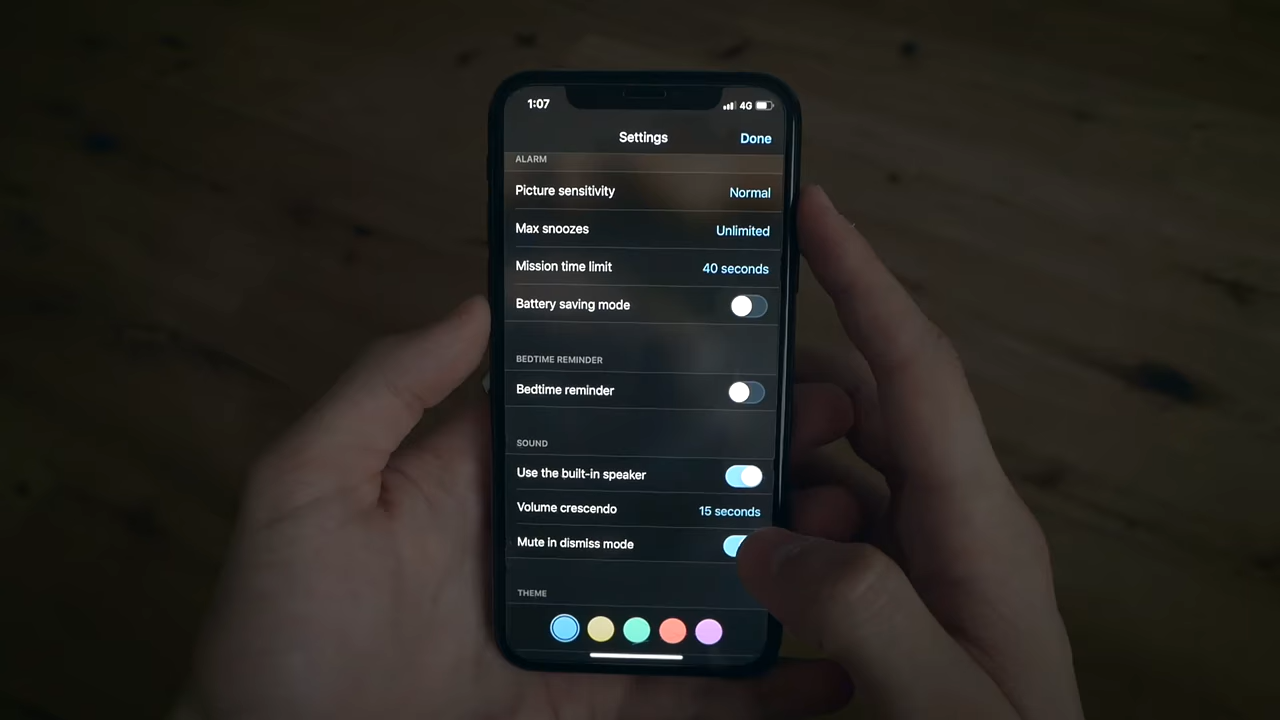 1:07 4G
Settings Done
ALARM
Picture sensitivity Normal
Max snoozes Unlimited
Mission time limit 40 seconds
Battery saving mode
BEDTIME REMINDER
Bedtime reminder
SOUND
Use the built-in speaker
Volume crescendo 15 seconds
Mute in dismiss mode
THEME